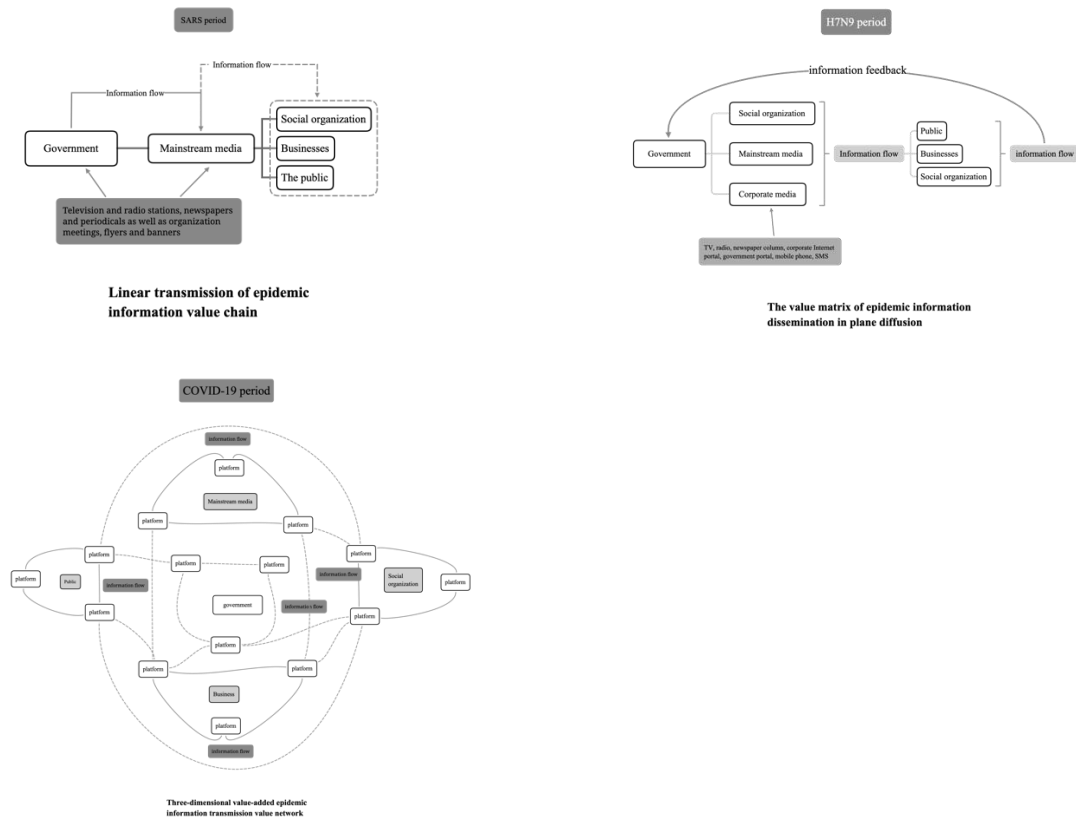 SARS period
Information flow
Information flow
Government
Mainstream media
Social organization
Businesses
The public
Television and radio stations, newspapers
and periodicals as well as organization
meetings, flyers and banners
Linear transmission of epidemic
information value chain
H7N9 period
information feedback
Government
Social organization
Mainstream media
Corporate media
Information flow
Public
Businesses
Social organization
information flow
TV, radio, newspaper column, corporate Internet
portal, government portal, mobile phone, SMS
The value matrix of epidemic information
dissemination in plane diffusion
COVID-19 period
information flow
platform
Mainstream media
platform
platform
platform
platform
platform
platform
platform
Public
information flow
information flow
Social
organization
platform
platform
government
informatics flow
platform
platform
platform
platform
Business
platform
information flow
Three-dimensional value-added epidemic
information transmission value network